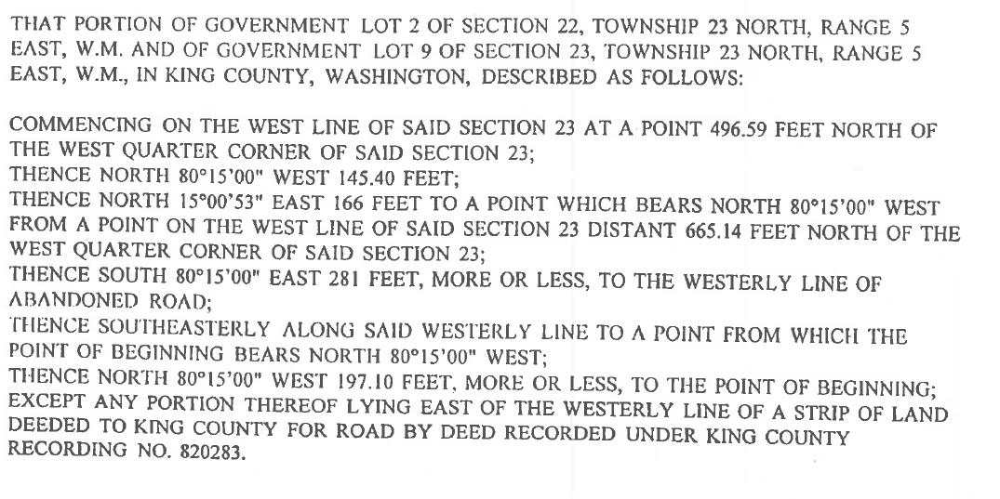 THAT PORTION OF GOVERNMENT LOT 2 OF SECTION 22, TOWNSHIP 23 NORTH, RANGE 5
EAST, W.M. AND OF GOVERNMENT LOT 9 OF SECTION 23, TOWNSHIP 23 NORTH, RANGE 5
EAST, W.M., IN KING COUNTY, WASHINGTON, DESCRIBED AS FOLLOWS:
COMMENCING ON THE WEST LINE OF SAID SECTION 23 AT A POINT 496.59 FEET NORTH OF
THE WEST QUARTER CORNER OF SAID SECTION 23;
THENCE NORTH 80°15'00" WEST 145.40 FEET;
THENCE NORTH 15°00'53" EAST 166 FEET TO A POINT WHICH BEARS NORTH 80°15'00" WEST
FROM A POINT ON THE WEST LINE OF SAID SECTION 23 DISTANT 665.14 FEET NORTH OF THE
WEST QUARTER CORNER OF SAID SECTION 23;
THENCE SOUTH 80°15'00" EAST 281 FEET, MORE OR LESS, TO THE WESTERLY LINE OF
ABANDONED ROAD;
THENCE SOUTHEASTERLY ALONG SAID WESTERLY LINE TO A POINT FROM WHICH THE
POINT OF BEGINNING BEARS NORTH 80°15'00" WEST;
THENCE NORTH 80°15'00" WEST 197.10 FEET, MORE OR LESS, TO THE POINT OF BEGINNING;
EXCEPT ANY PORTION THEREOF LYING EAST OF THE WESTERLY LINE OF A STRIP OF LAND
DEEDED TO KING COUNTY FOR ROAD BY DEED RECORDED UNDER KING COUNTY
RECORDING NO. 820283.